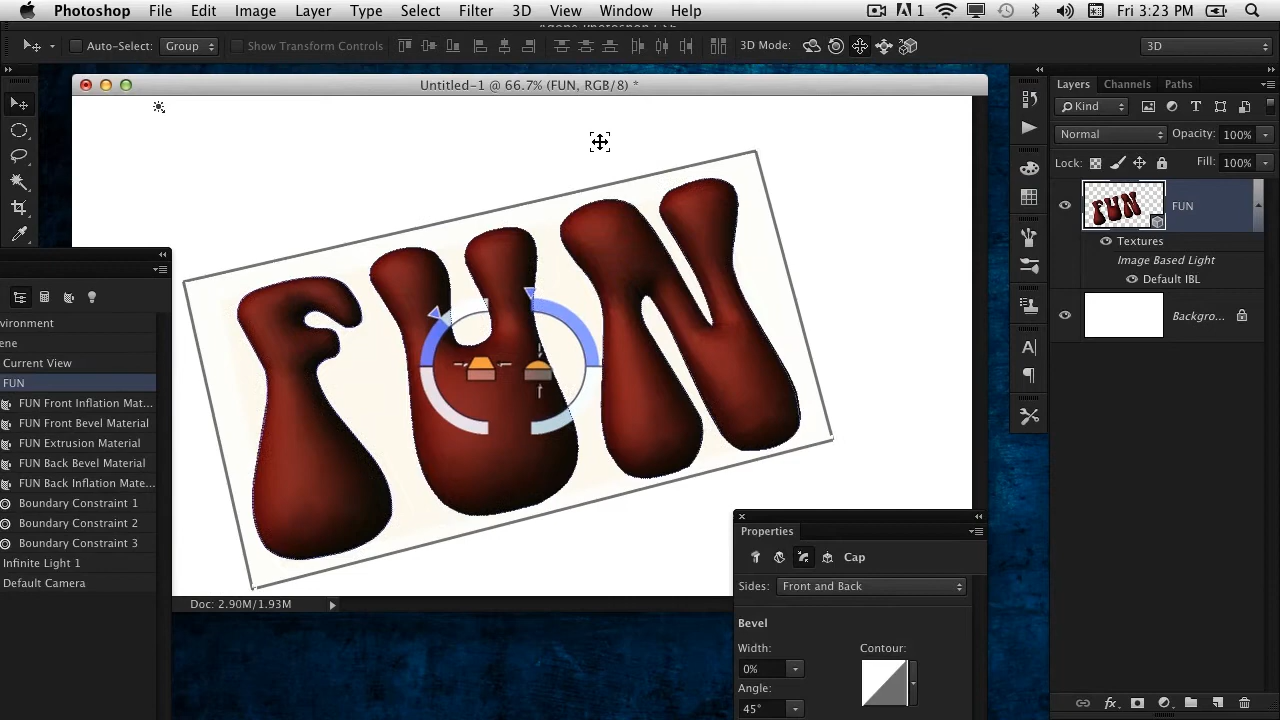 Photoshop File Edit Image Layer Type Select Filter 3D View Window Help 1 Fri 3:23 PM
Auto-Select: Group Show Transform Controls 3D Mode: 3D
Untitled-1 @ 66.7% (FUN, RGB/8) *
FUN
vironment
ene
Current View
FUN
FUN Front Inflation Mat...
FUN Front Bevel Material
FUN Extrusion Material
FUN Back Bevel Material
FUN Back Inflation Mate...
Boundary Constraint 1
Boundary Constraint 2
Boundary Constraint 3
Infinite Light 1
Default Camera
Doc: 2.90M/1.93M
Properties
Cap
Sides: Front and Back
Bevel
Width: Contour:
0%
Angle:
45°
Layers Channels Paths
Kind
Normal Opacity: 100%
Lock: Fill: 100%
FUN
Textures
Image Based Light
Default IBL
Backgro...
fx